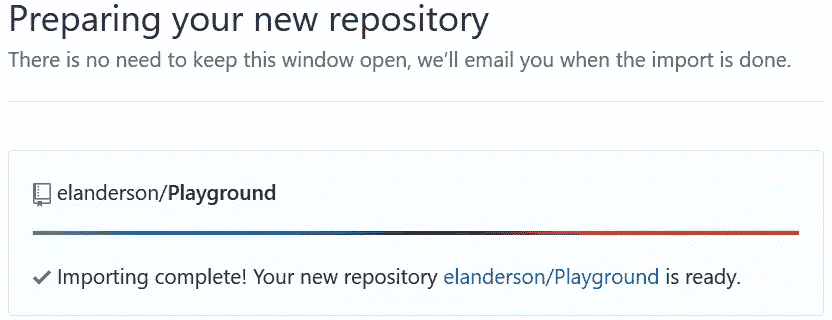 Preparing your new repository
There is no need to keep this window open, we'll email you when the import is done.
elanderson/Playground
Importing complete! Your new repository elanderson/Playground is ready.